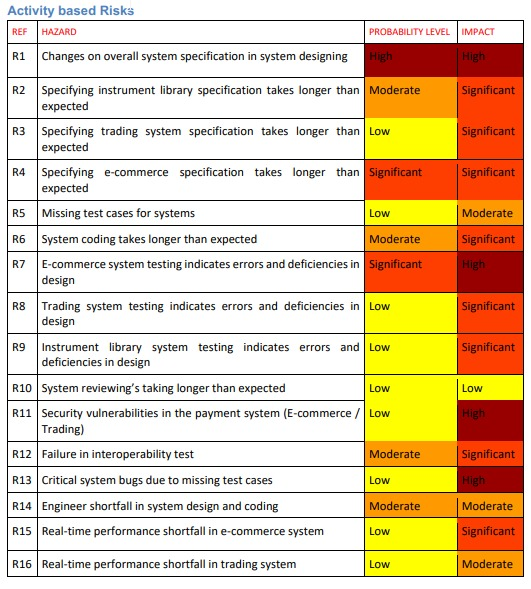 Activity based Risks
REF HAZARD PROBABILITY LEVEL IMPACT
R1 Changes on overall system specification in system designing High High
R2 Specifying instrument library specification takes longer than Moderate Significant
expected
R3 Specifying trading system specification takes longer than Low Significant
expected
R4 Specifying e-commerce specification takes longer than Significant Significant
expected
R5 Missing test cases for systems Low Moderate
R6 System coding takes longer than expected Moderate Significant
R7 E-commerce system testing indicates errors and deficiencies in Significant High
design
R8 Trading system testing indicates errors and deficiencies in Low Significant
design
R9 Instrument library system testing indicates errors and Low Significant
deficiencies in design
R10 System reviewing's taking longer than expected Low Low
R11 Security vulnerabilities in the payment system (E-commerce / Low High
Trading)
R12 Failure in interoperability test Moderate Significant
R13 Critical system bugs due to missing test cases Low High
R14 Engineer shortfall in system design and coding Moderate Moderate
R15 Real-time performance shortfall in e-commerce system Low Significant
R16 Real-time performance shortfall in trading system Low Moderate